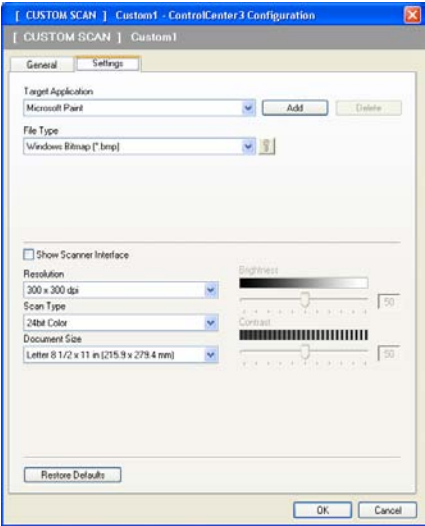 [ CUSTOM SCAN ] Custom1 - ControlCenter3 Configuration
[ CUSTOM SCAN ] Custom1
General Settings
Target Application
Microsoft Paint Add Delete
File Type
Windows Bitmap (*.bmp)
Show Scanner Interface
Resolution Brightness
300 x 300 dpi 50
Scan Type
24bit Color Contrast
Document Size
Letter 8 1/2 x 11 in (215.9 x 279.4 mm) 50
Restore Defaults
OK Cancel